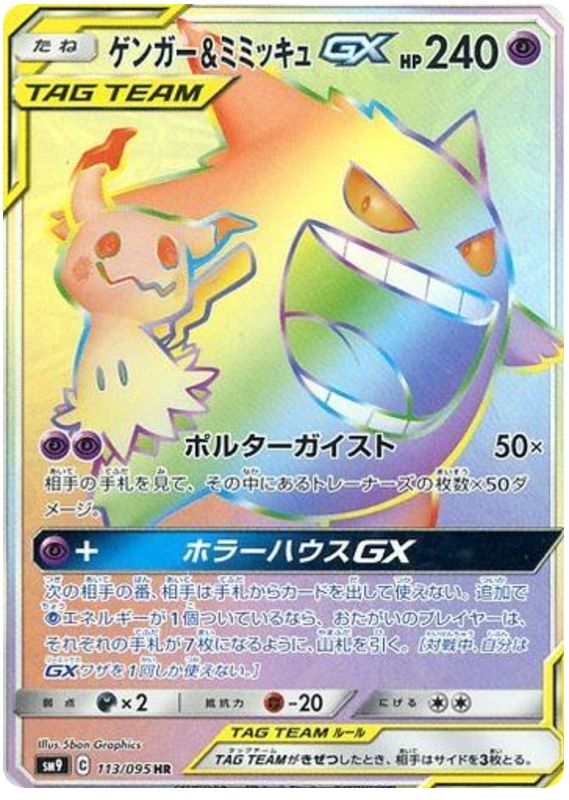 たね ゲンガー&ミミッキュGX HP240
TAG TEAM
ポルターガイスト 50×
相手の手札を見て、その中にあるトレーナーズの枚数×50ダ
メージ。
+ ホラーハウスGX
次の相手の番、相手は手札からカードを出して使えない。追加で
エネルギーが1個ついているなら、おたがいのプレイヤーは、
それぞれの手札が7枚になるように、山札を引く。[対戦中、自分は
GXワザを1回しか使えない。]
弱点 ×2 抵抗力 -20 にげる
Illus. 5ban Graphics
TAG TEAM ルール
TAG TEAMがきぜつしたとき、相手はサイドを3枚とる。
SM9 C 113/095 HR